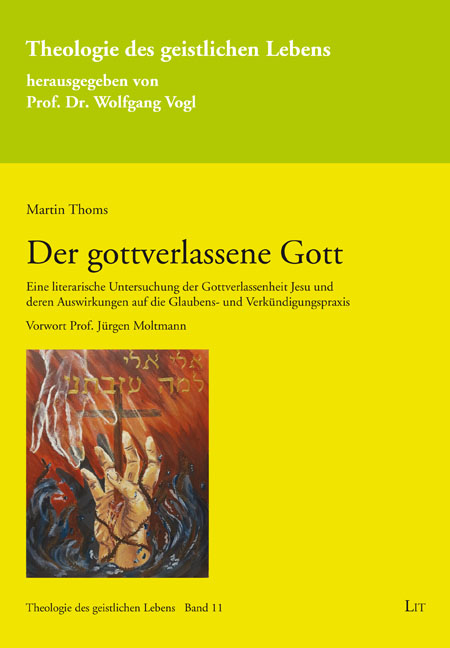 Theologie des geistlichen Lebens
herausgegeben von
Prof. Dr. Wolfgang Vogl
Martin Thoms
Der gottverlassene Gott
Eine literarische Untersuchung der Gottverlassenheit Jesu und
deren Auswirkungen auf die Glaubens- und Verkündigungspraxis
Vorwort Prof. Jürgen Moltmann
אלי אלי
למה עזבתני
Theologie des geistlichen Lebens Band 11
LIT